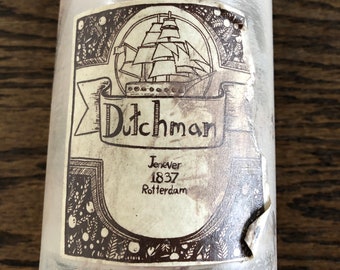 Dutchman
Jenever
1837
Rotterdam